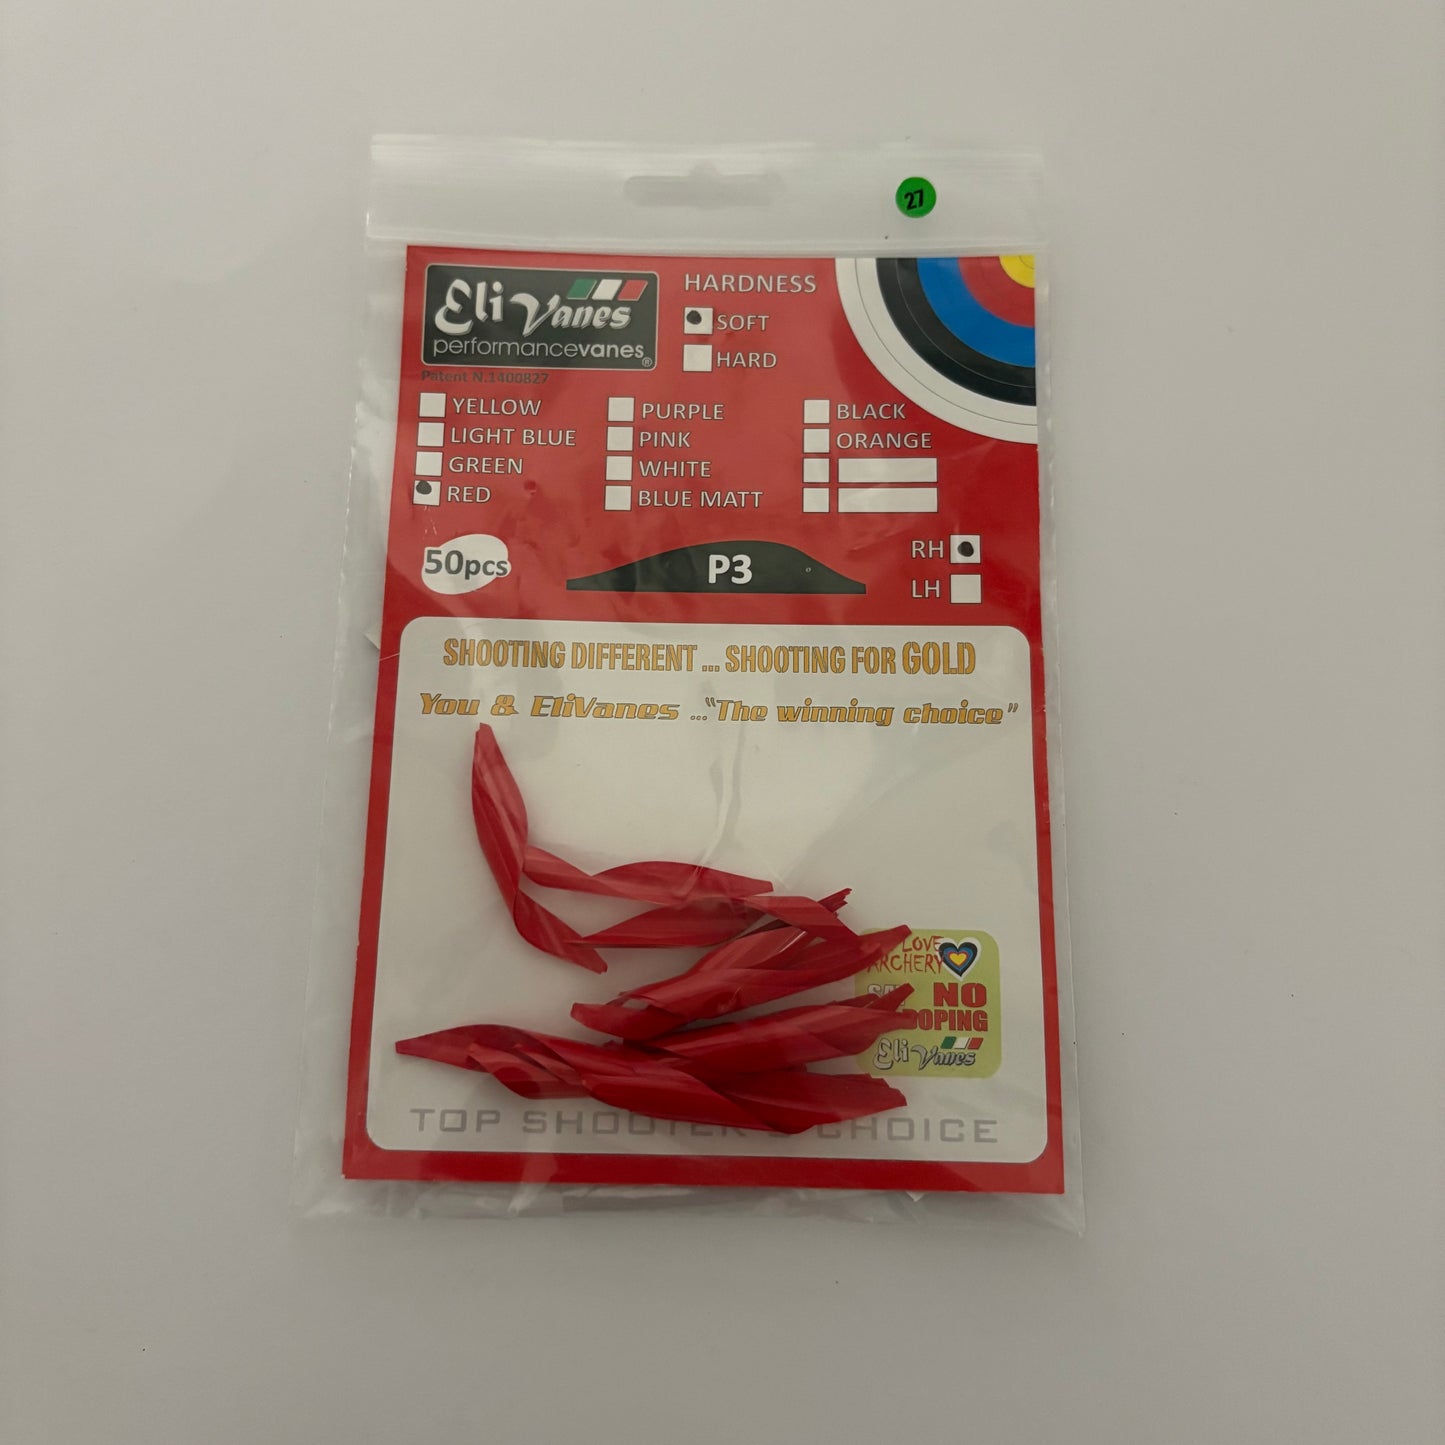 27
Eli Vanes
performancevanes®
Patent N.1400827
HARDNESS
SOFT
HARD
YELLOW
LIGHT BLUE
GREEN
RED
PURPLE
PINK
WHITE
BLUE MATT
BLACK
ORANGE
50pcs
P3
RH
LH
SHOOTING DIFFERENT ... SHOOTING FOR GOLD
You & EliVanes ..."The winning choice"
LOVE
ARCHERY
NO
DOPING
Eli Vanes
TOP SHOOTER'S CHOICE